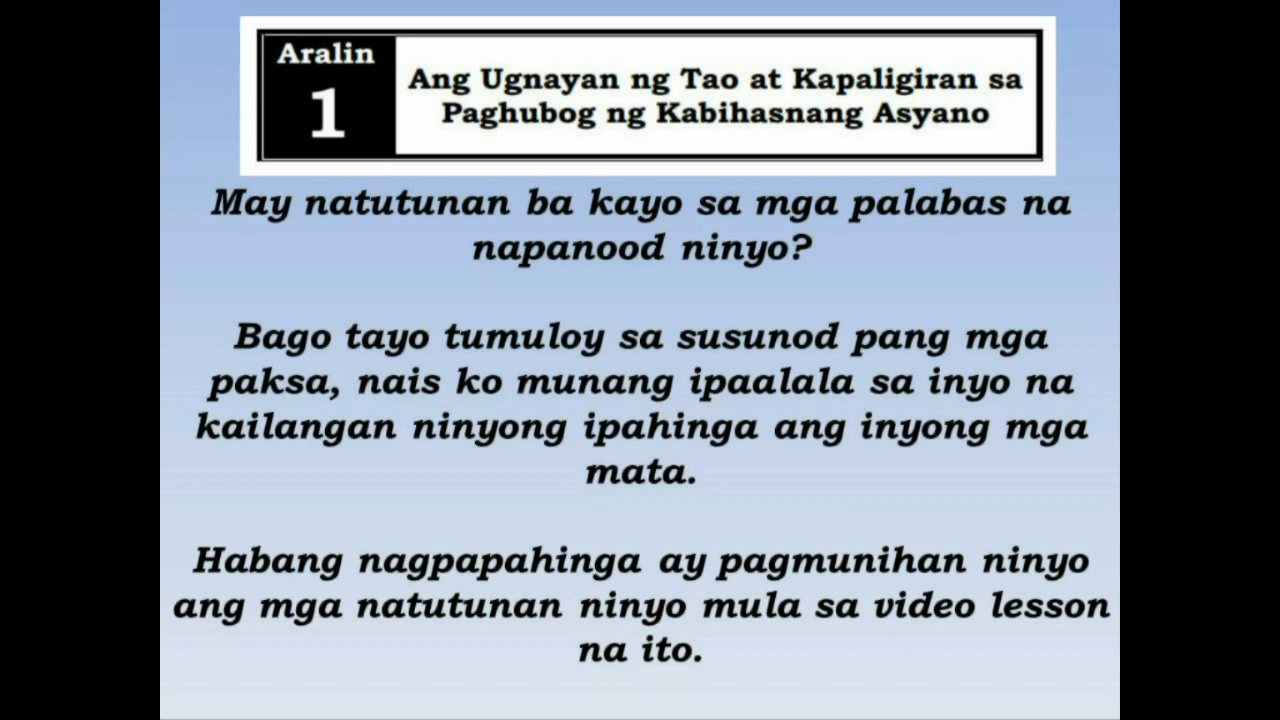 Aralin
1
Ang Ugnayan ng Tao at Kapaligiran sa
Paghubog ng Kabihasnang Asyano
May natutunan ba kayo sa mga palabas na
napanood ninyo?
Bago tayo tumuloy sa susunod pang mga
paksa, nais ko munang ipaalala sa inyo na
kailangan ninyong ipahinga ang inyong mga
mata.
Habang nagpapahinga ay pagmunihan ninyo
ang mga natutunan ninyo mula sa video lesson
na ito.